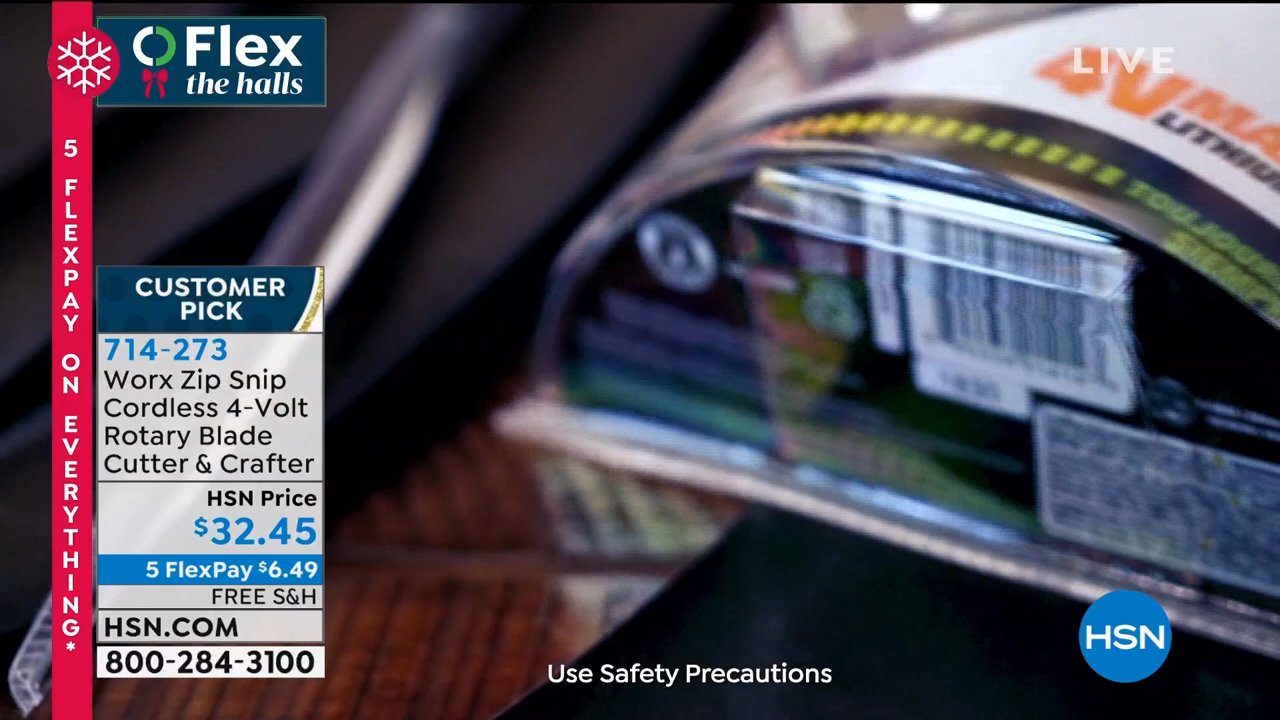 Flex
the halls
5 FLEXPAY ON EVERYTHING*
LIVE
4V MA
LITHIU
CUSTOMER
PICK
714-273
Worx Zip Snip
Cordless 4-Volt
Rotary Blade
Cutter & Crafter
HSN Price
$32.45
5 FlexPay $6.49
FREE S&H
HSN.COM
800-284-3100
Use Safety Precautions
HSN